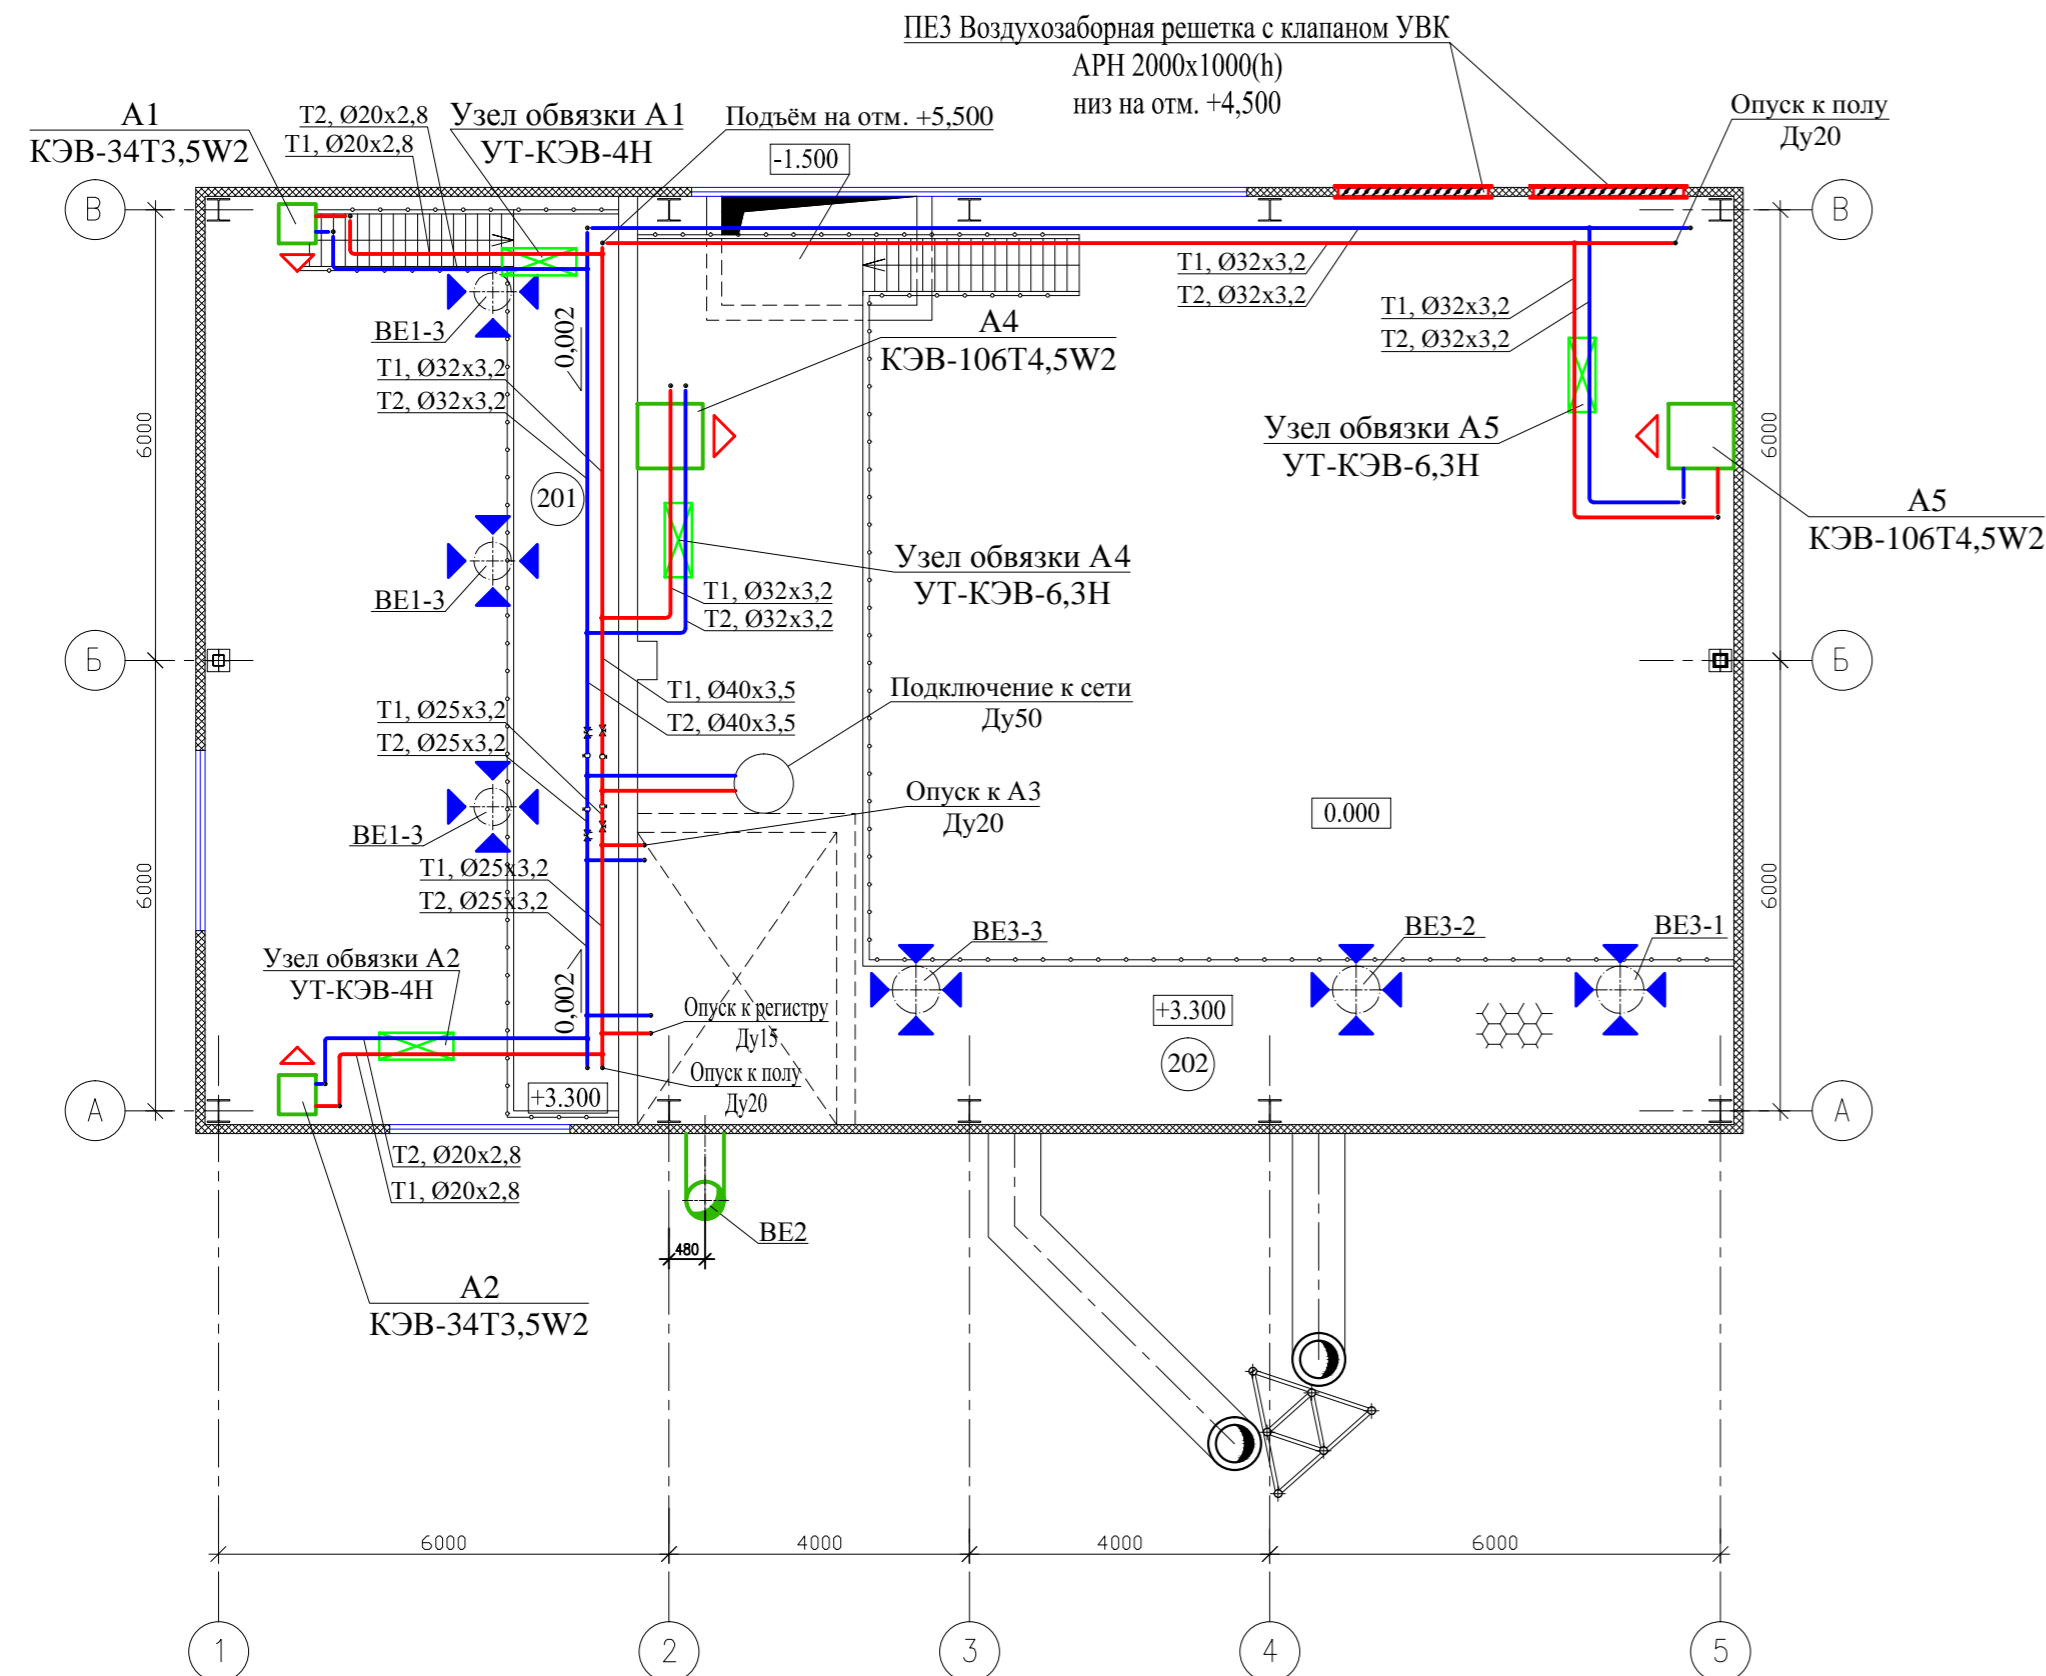 ПЕ3 Воздухозаборная решетка с клапаном УВК
АРН 2000х1000(h)
низ на отм. +4,500
А1
КЭВ-34Т3,5W2
Т2, Ø20х2,8
Т1, Ø20х2,8
Узел обвязки А1
УТ-КЭВ-4Н
Подъём на отм. +5,500
-1.500
Опуск к полу
Ду20
В
В
ВЕ1-3
0,002
Т1, Ø32х3,2
Т2, Ø32х3,2
А4
КЭВ-106Т4,5W2
Т1, Ø32х3,2
Т2, Ø32х3,2
Т1, Ø32х3,2
Т2, Ø32х3,2
6000
6000
Узел обвязки А5
УТ-КЭВ-6,3Н
А5
КЭВ-106Т4,5W2
201
Узел обвязки А4
УТ-КЭВ-6,3Н
ВЕ1-3
Т1, Ø32х3,2
Т2, Ø32х3,2
Б
Б
Т1, Ø40х3,5
Т2, Ø40х3,5
Т1, Ø25х3,2
Т2, Ø25х3,2
Подключение к сети
Ду50
ВЕ1-3
Опуск к А3
Ду20
0.000
6000
6000
Т1, Ø25х3,2
Т2, Ø25х3,2
ВЕ3-3
ВЕ3-2
ВЕ3-1
Узел обвязки А2
УТ-КЭВ-4Н
0,002
Опуск к регистру
Ду15
+3.300
202
Опуск к полу
Ду20
+3.300
А
А
Т2, Ø20х2,8
Т1, Ø20х2,8
ВЕ2
480
А2
КЭВ-34Т3,5W2
6000
4000
4000
6000
1
2
3
4
5